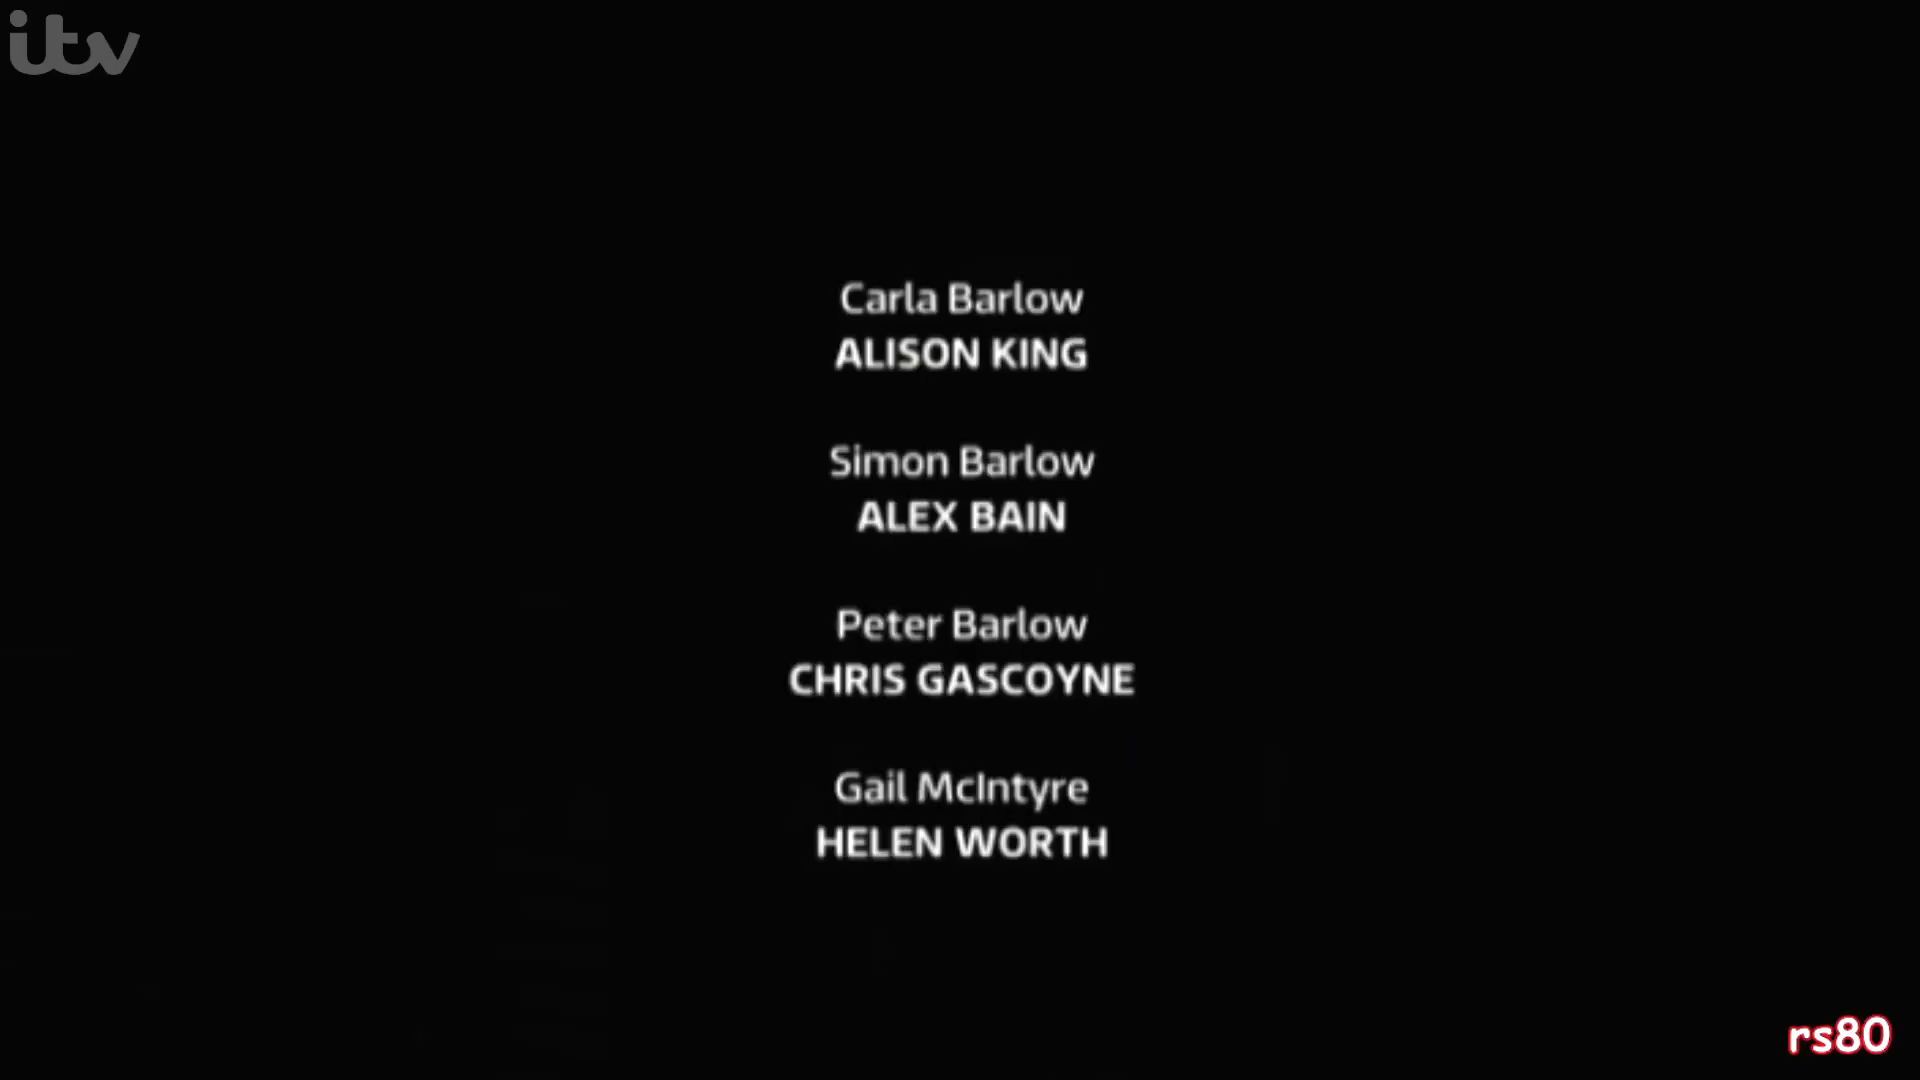 itv
Carla Barlow
ALISON KING
Simon Barlow
ALEX BAIN
Peter Barlow
CHRIS GASCOYNE
Gail McIntyre
HELEN WORTH
rs80